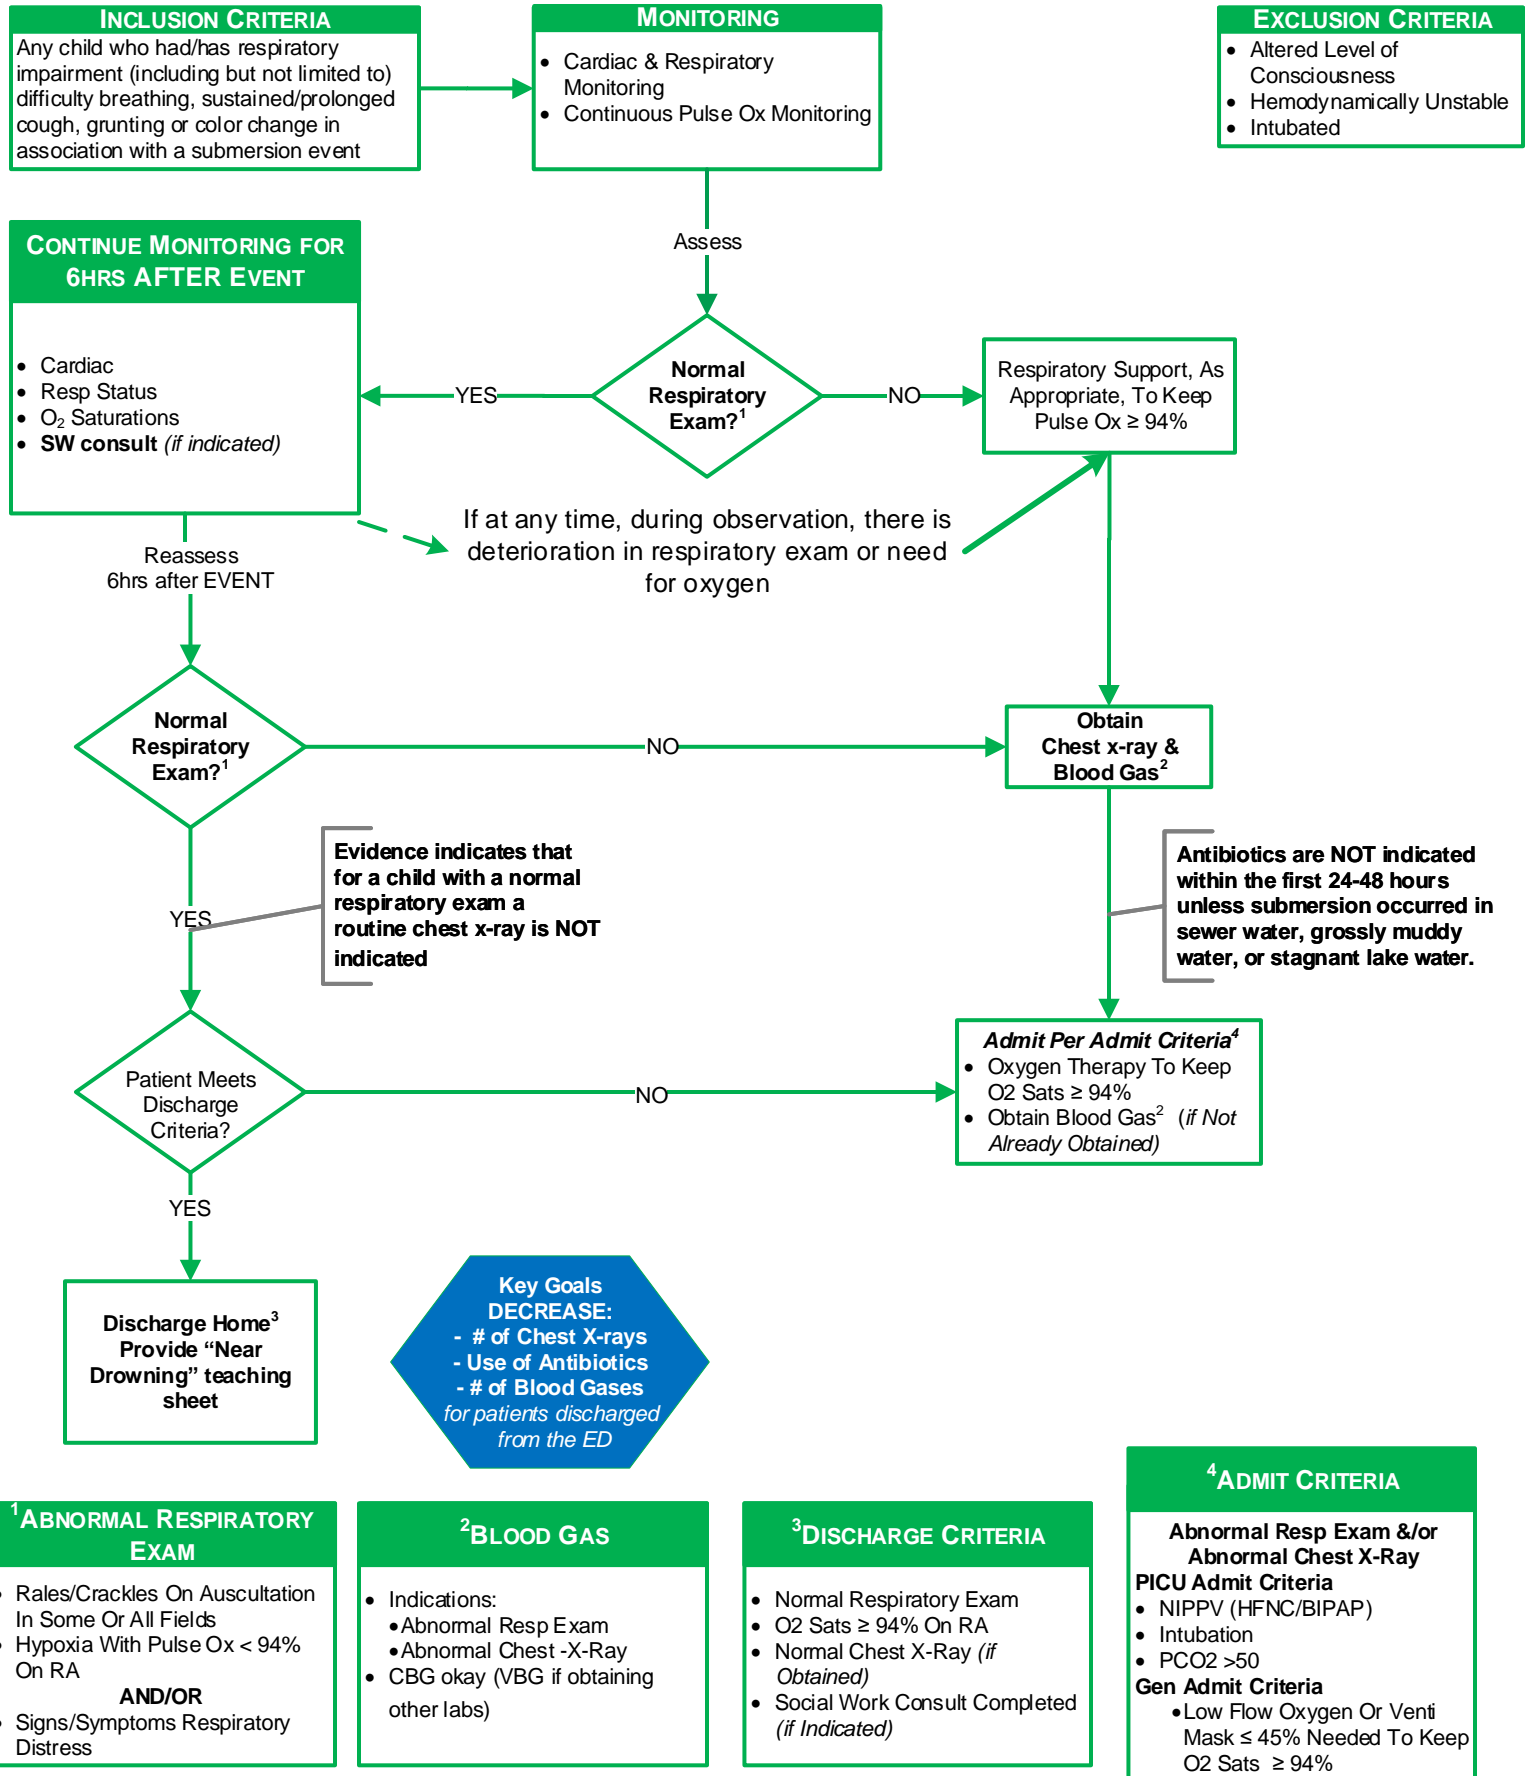 INCLUSION CRITERIA
Any child who had/has respiratory
impairment (including but not limited to)
difficulty breathing, sustained/prolonged
cough, grunting or color change in
association with a submersion event
MONITORING
• Cardiac & Respiratory
Monitoring
• Continuous Pulse Ox Monitoring
EXCLUSION CRITERIA
• Altered Level of
Consciousness
• Hemodynamically Unstable
• Intubated
Assess
CONTINUE MONITORING FOR
6HRS AFTER EVENT
• Cardiac
• Resp Status
• O₂ Saturations
• SW consult (if indicated)
YES
Normal
Respiratory
Exam?¹
NO
Respiratory Support, As
Appropriate, To Keep
Pulse Ox ≥ 94%
If at any time, during observation, there is
deterioration in respiratory exam or need
for oxygen
Reassess
6hrs after EVENT
Normal
Respiratory
Exam?¹
NO
Obtain
Chest x-ray &
Blood Gas²
YES
Evidence indicates that
for a child with a normal
respiratory exam a
routine chest x-ray is NOT
indicated
Antibiotics are NOT indicated
within the first 24-48 hours
unless submersion occurred in
sewer water, grossly muddy
water, or stagnant lake water.
Patient Meets
Discharge
Criteria?
NO
Admit Per Admit Criteria⁴
• Oxygen Therapy To Keep
O2 Sats ≥ 94%
• Obtain Blood Gas² (if Not
Already Obtained)
YES
Discharge Home³
Provide “Near
Drowning” teaching
sheet
Key Goals
DECREASE:
- # of Chest X-rays
- Use of Antibiotics
- # of Blood Gases
for patients discharged
from the ED
¹ABNORMAL RESPIRATORY
EXAM
• Rales/Crackles On Auscultation
In Some Or All Fields
• Hypoxia With Pulse Ox < 94%
On RA
AND/OR
• Signs/Symptoms Respiratory
Distress
²BLOOD GAS
• Indications:
• Abnormal Resp Exam
• Abnormal Chest -X-Ray
• CBG okay (VBG if obtaining
other labs)
³DISCHARGE CRITERIA
• Normal Respiratory Exam
• O2 Sats ≥ 94% On RA
• Normal Chest X-Ray (if
Obtained)
• Social Work Consult Completed
(if Indicated)
⁴ADMIT CRITERIA
Abnormal Resp Exam &/or
Abnormal Chest X-Ray
PICU Admit Criteria
• NIPPV (HFNC/BIPAP)
• Intubation
• PCO2 >50
Gen Admit Criteria
• Low Flow Oxygen Or Venti
Mask ≤ 45% Needed To Keep
O2 Sats ≥ 94%